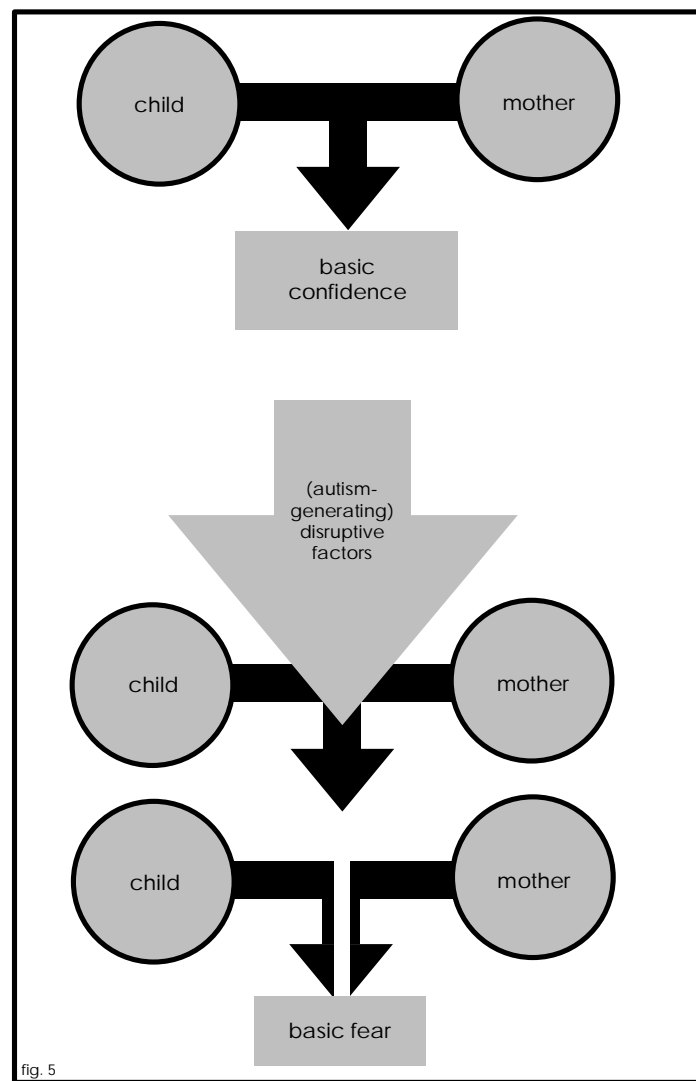 child
mother
basic
confidence
(autism-
generating)
disruptive
factors
child
mother
child
mother
basic fear
fig. 5